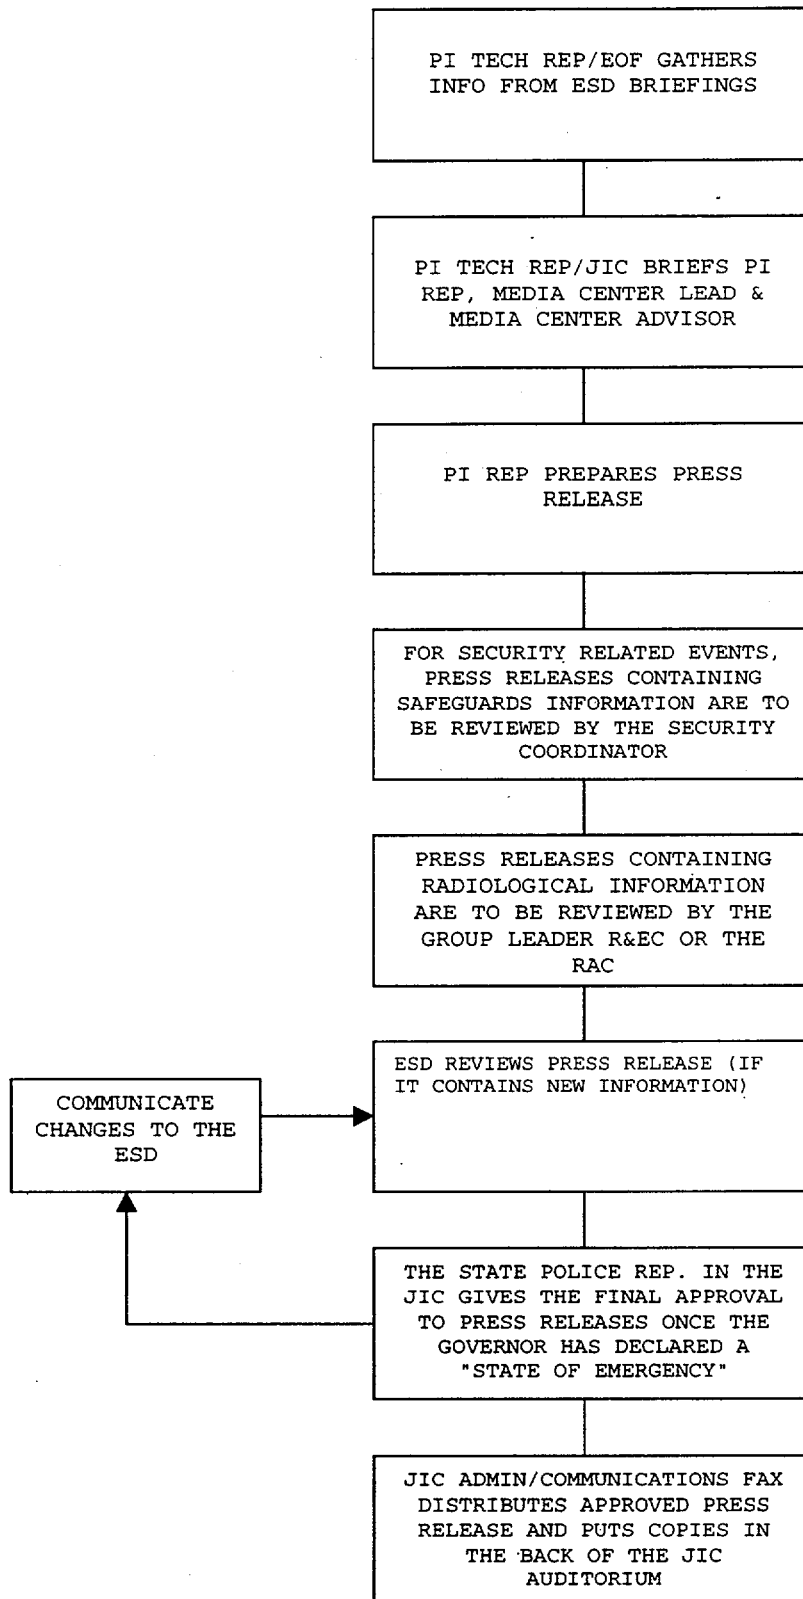 PI TECH REP/EOF GATHERS
INFO FROM ESD BRIEFINGS
PI TECH REP/JIC BRIEFS PI
REP, MEDIA CENTER LEAD &
MEDIA CENTER ADVISOR
PI REP PREPARES PRESS
RELEASE
FOR SECURITY RELATED EVENTS,
PRESS RELEASES CONTAINING
SAFEGUARDS INFORMATION ARE TO
BE REVIEWED BY THE SECURITY
COORDINATOR
PRESS RELEASES CONTAINING
RADIOLOGICAL INFORMATION
ARE TO BE REVIEWED BY THE
GROUP LEADER R&EC OR THE
RAC
ESD REVIEWS PRESS RELEASE (IF
IT CONTAINS NEW INFORMATION)
COMMUNICATE
CHANGES TO THE
ESD
THE STATE POLICE REP. IN THE
JIC GIVES THE FINAL APPROVAL
TO PRESS RELEASES ONCE THE
GOVERNOR HAS DECLARED A
"STATE OF EMERGENCY"
JIC ADMIN/COMMUNICATIONS FAX
DISTRIBUTES APPROVED PRESS
RELEASE AND PUTS COPIES IN
THE BACK OF THE JIC
AUDITORIUM